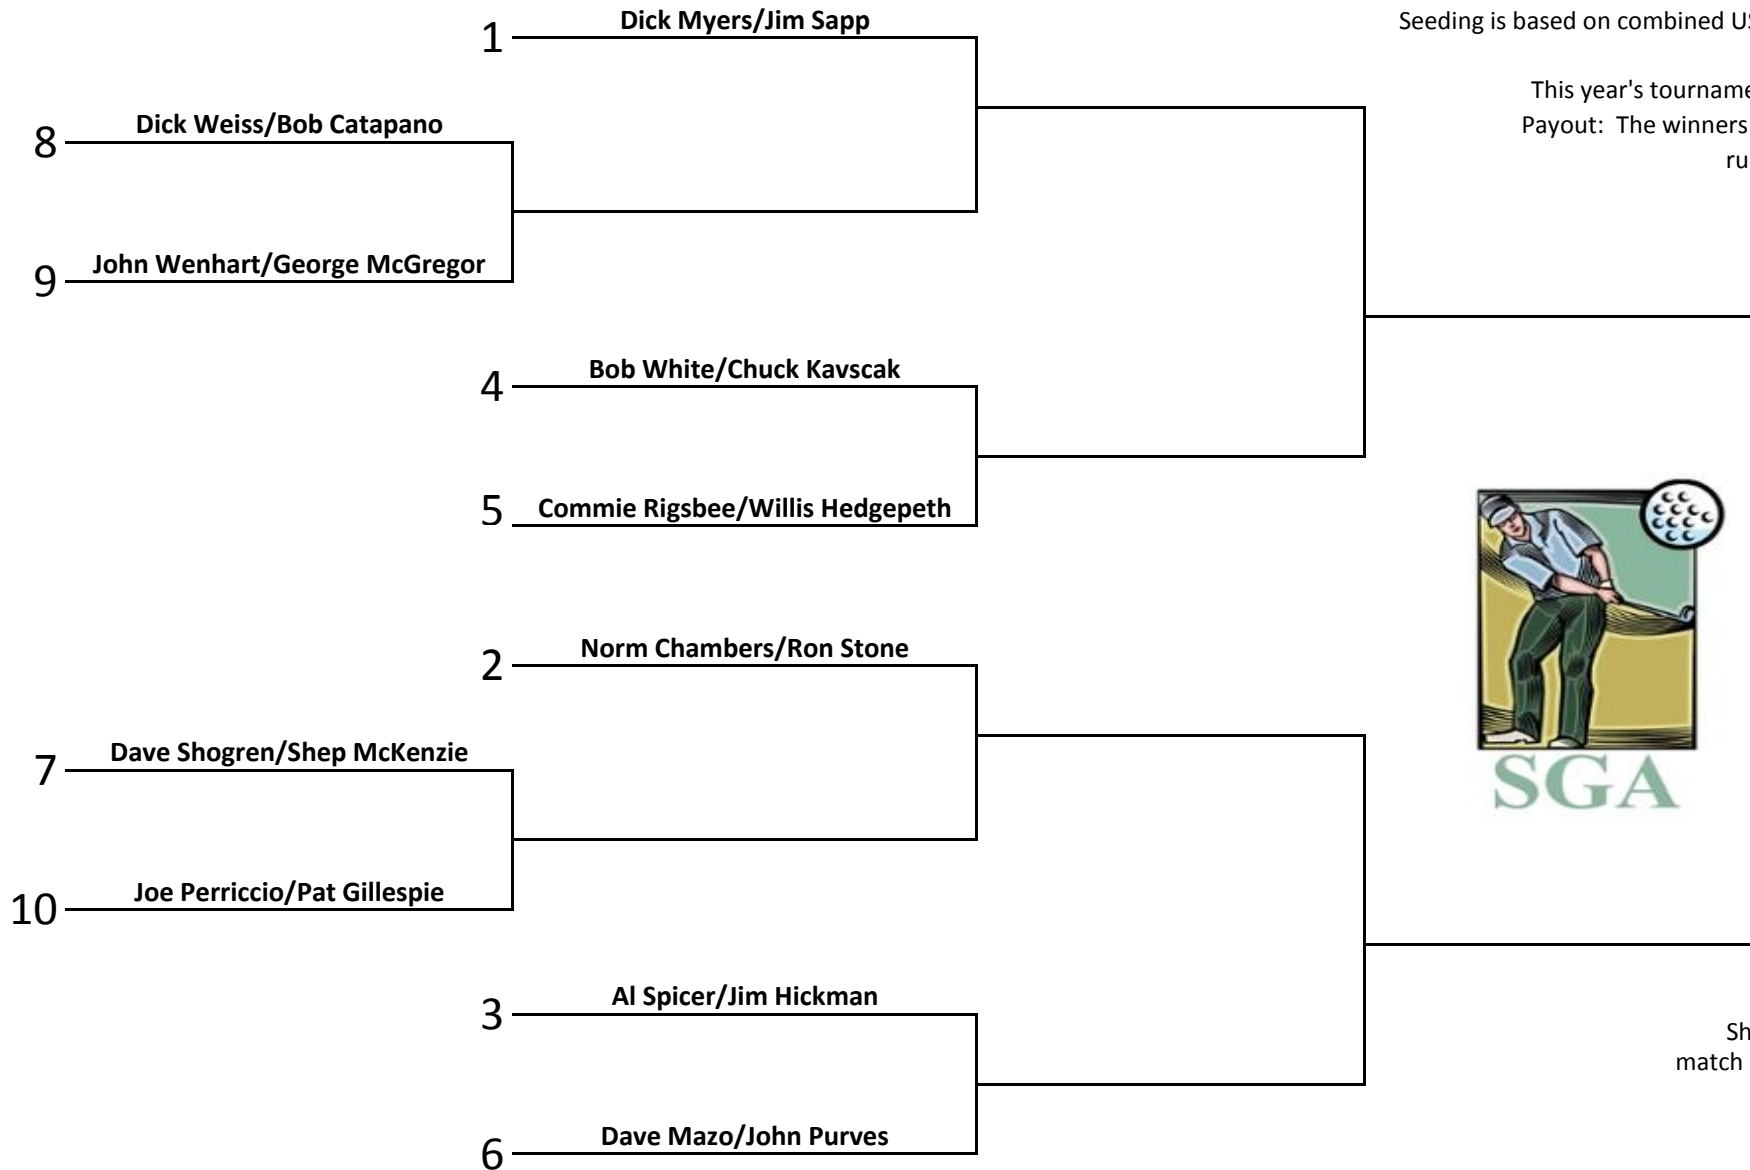 Dick Myers/Jim Sapp
1
Seeding is based on combined
This year's
Payout: The winners
Dick Weiss/Bob Catapano
8
John Wenhart/George McGregor
9
Bob White/Chuck Kavscak
4
Commie Rigsbee/Willis Hedgepeth
5
Norm Chambers/Ron Stone
2
Dave Shogren/Shep McKenzie
7
SGA
Joe Perriccio/Pat Gillespie
10
Al Spicer/Jim Hickman
3
match
Dave Mazo/John Purves
6